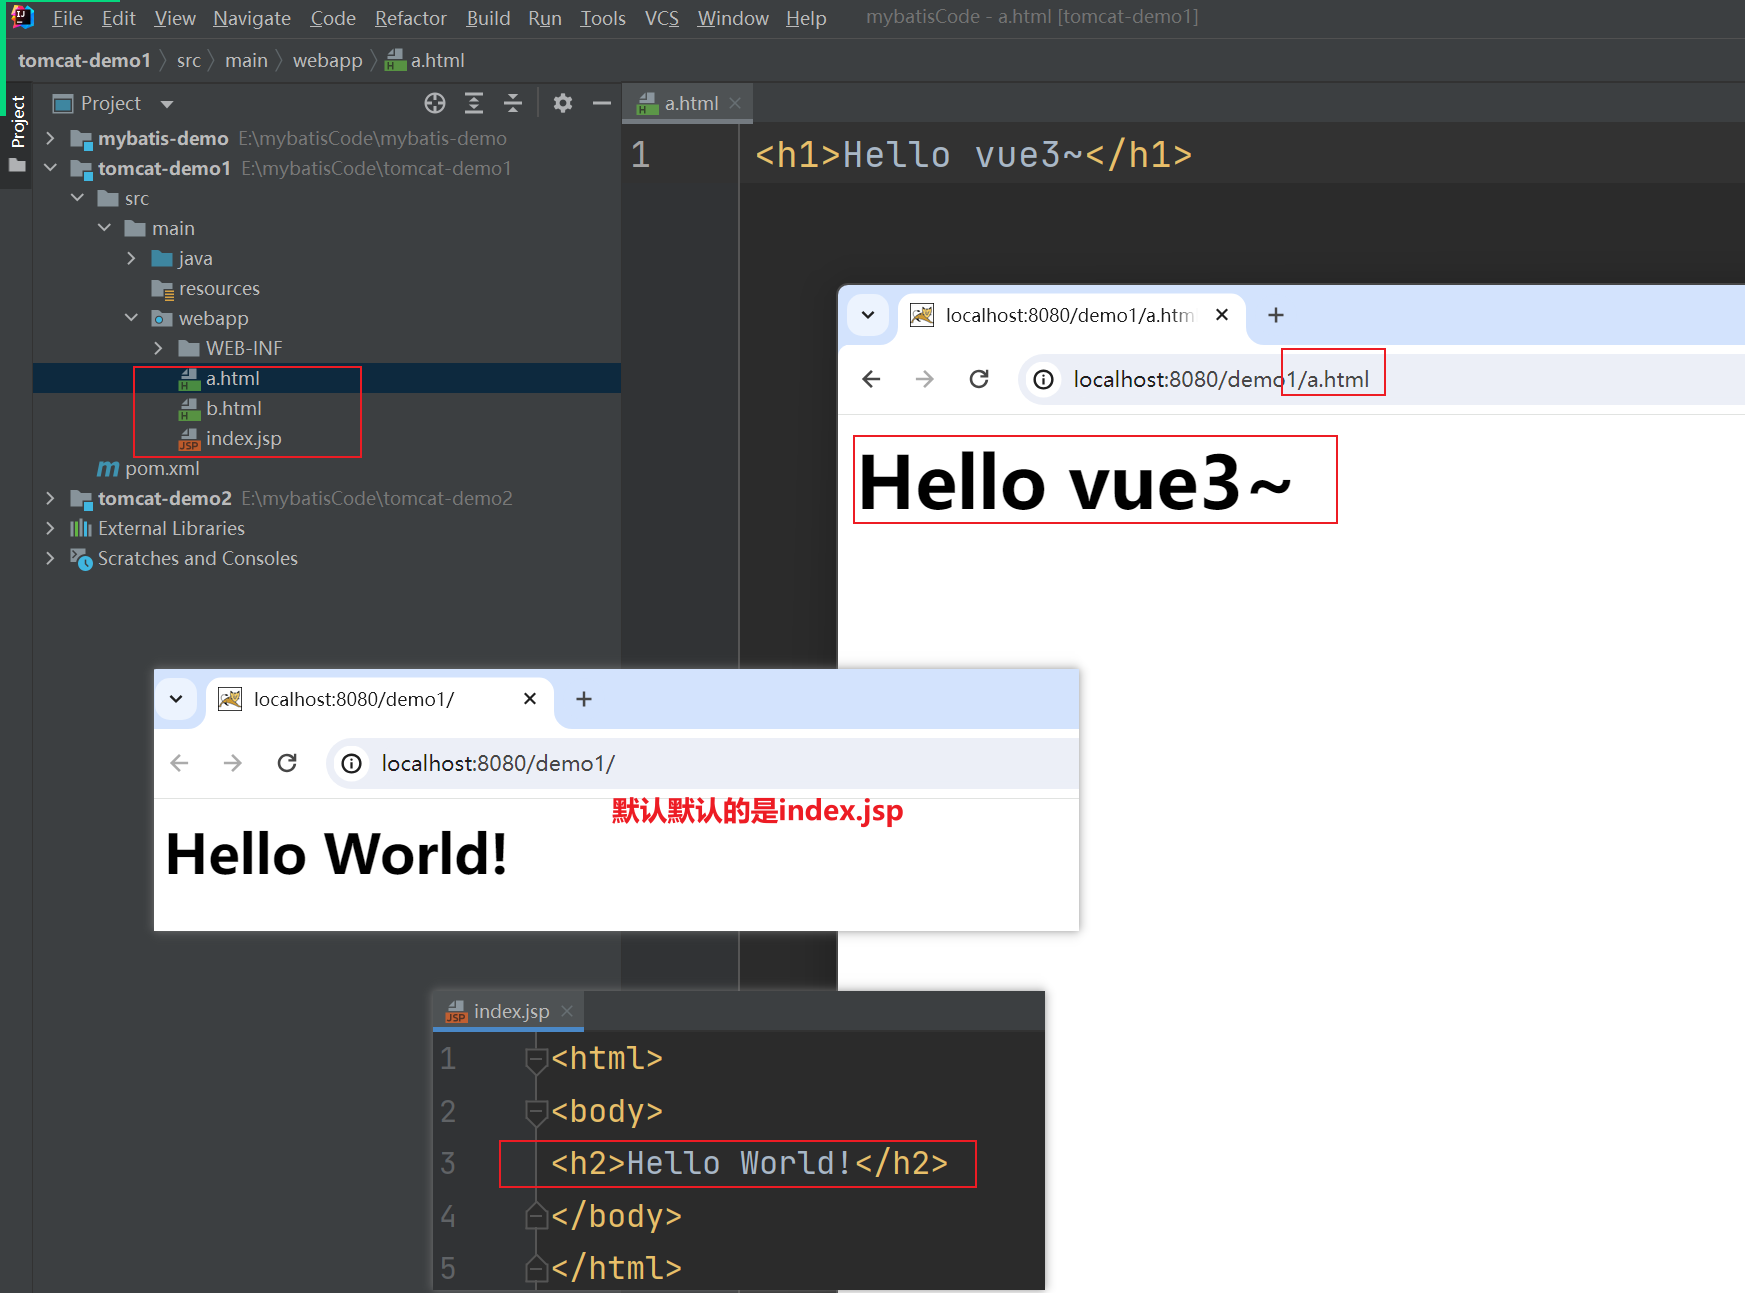 File Edit View Navigate Code Refactor Build Run Tools VCS Window Help mybatisCode - a.html [tomcat-demo1]
tomcat-demo1 src main webapp a.html
Project
Project
mybatis-demo E:\mybatisCode\mybatis-demo
tomcat-demo1 E:\mybatisCode\tomcat-demo1
src
main
java
resources
webapp
WEB-INF
a.html
b.html
index.jsp
pom.xml
tomcat-demo2 E:\mybatisCode\tomcat-demo2
External Libraries
Scratches and Consoles
a.html
1 <h1>Hello vue3~</h1>
localhost:8080/demo1/a.htm
localhost:8080/demo1/a.html
Hello vue3~
localhost:8080/demo1/
localhost:8080/demo1/
默认默认的是index.jsp
Hello World!
index.jsp
1 <html>
2 <body>
3 <h2>Hello World!</h2>
4 </body>
5 </html>